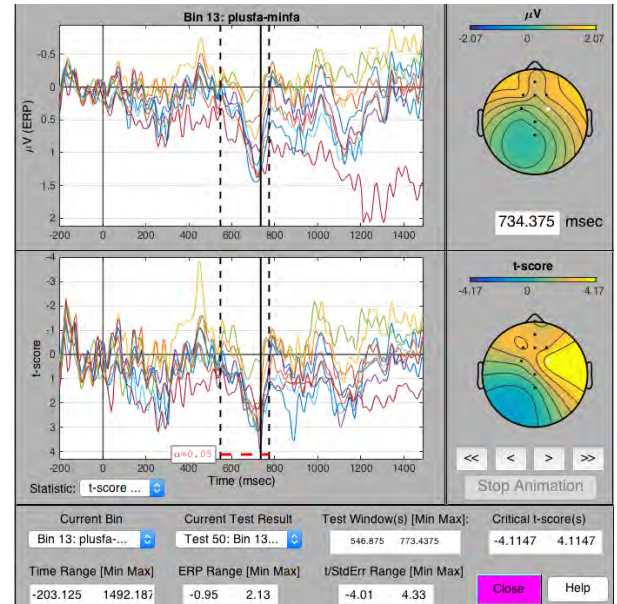 Bin 13: plusfa-minfa
μV
-2.07 0 2.07
μV (ERP)
-0.5
0
0.5
1
1.5
2
-200 0 200 400 600 800 1000 1200 1400
734.375 msec
t-score
-4.17 0 4.17
t-score
-4
-3
-2
-1
0
1
2
3
4
α=0.05
-200 0 200 400 600 800 1000 1200 1400
Time (msec)
Statistic: t-score ...
<< < > >>
Stop Animation
Current Bin Current Test Result Test Window(s) [Min Max]: Critical t-score(s)
Bin 13: plusfa-... Test 50: Bin 13... 546.875 773.4375 -4.1147 4.1147
Time Range [Min Max] ERP Range [Min Max] t/StdErr Range [Min Max]
-203.125 1492.187 -0.95 2.13 -4.01 4.33 Close Help